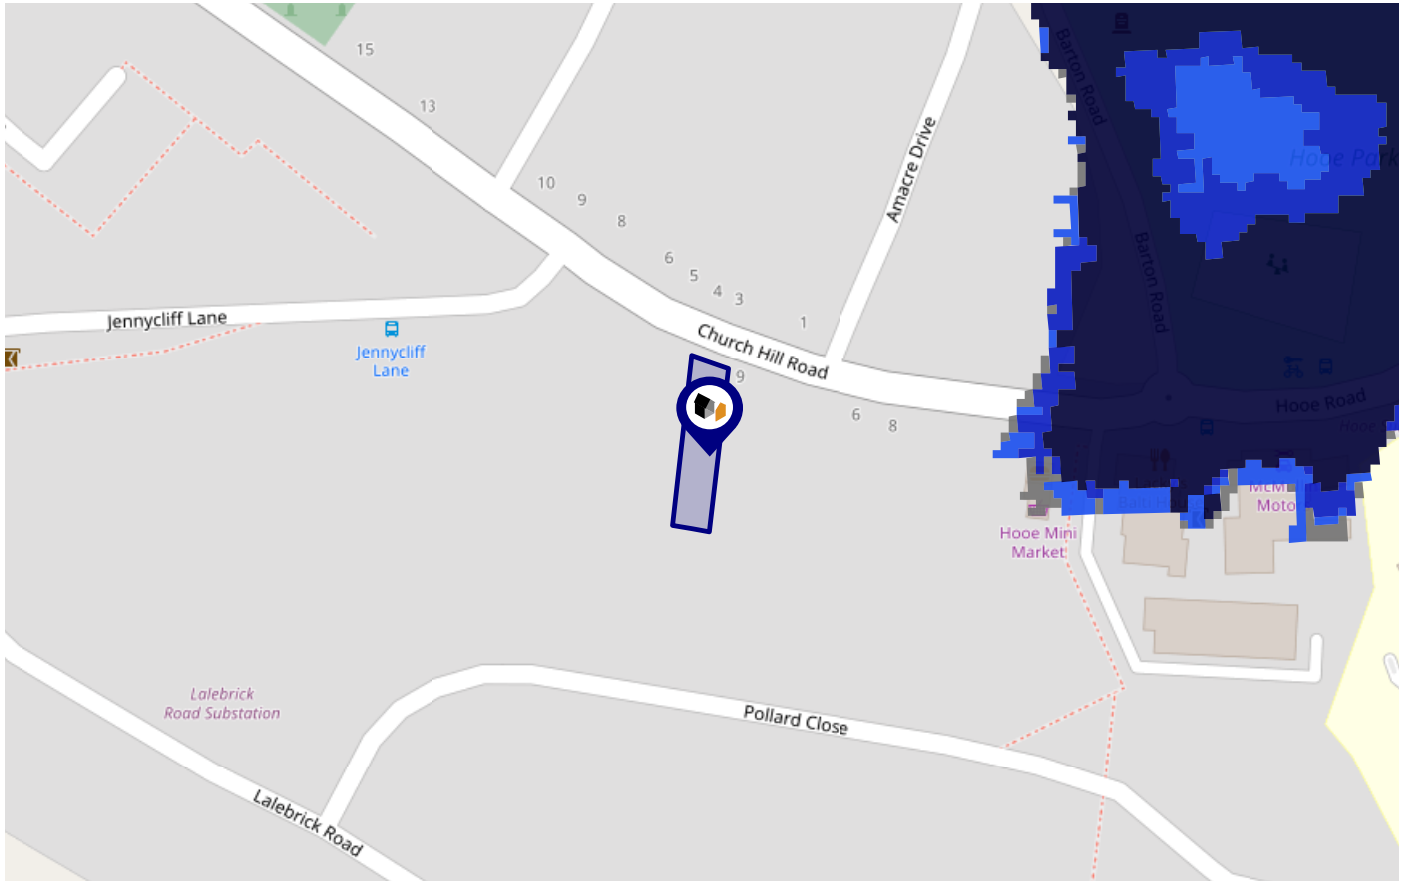 15
13
Barton Road
Hooe Park
10
9
8
Amacre Drive
6
5
4
3
1
Barton Road
Jennycliff Lane
Jennycliff
Lane
Church Hill Road
9
6
8
Hooe Road
Hooe
Moto
Hooe Mini
Market
Lalebrick
Road Substation
Pollard Close
Lalebrick Road